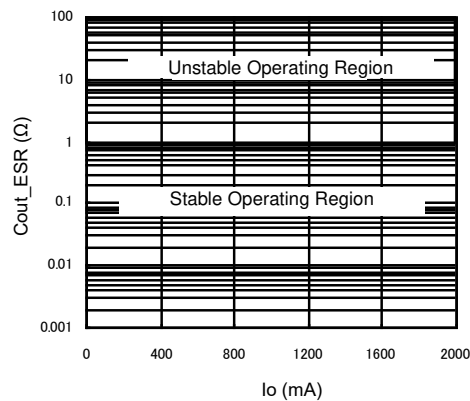 100
Unstable Operating Region
10
1
Cout_ESR (Ω)
Stable Operating Region
0.1
0.01
0.001
0 400 800 1200 1600 2000
Io (mA)